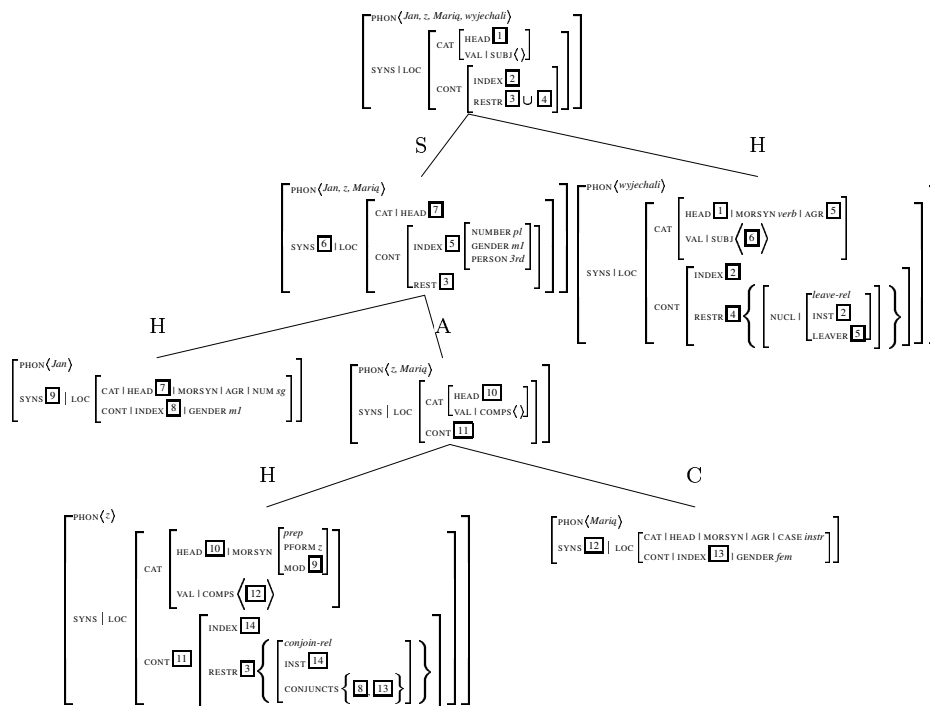 PHON ⟨Jan, z, Mariq, wyjechali⟩
SYNS | LOC
CAT
HEAD 1
VAL | SUBJ ⟨⟩
CONT
INDEX 2
RESTR 3 ∪ 4
S
H
PHON ⟨Jan, z, Mariq⟩
SYNS 6 | LOC
CAT | HEAD 7
CONT
INDEX 5
NUMBER pl
GENDER m1
PERSON 3rd
REST 3
PHON ⟨wyjechali⟩
SYNS | LOC
CAT
HEAD 1 | MORSYN verb | AGR 5
VAL | SUBJ ⟨6⟩
CONT
INDEX 2
RESTR 4
NUCL |
leave-rel
INST 2
LEAVER 5
H
A
PHON ⟨Jan⟩
SYNS 9 | LOC
CAT | HEAD 7 | MORSYN | AGR | NUM sg
CONT | INDEX 8 | GENDER m1
PHON ⟨z, Mariq⟩
SYNS | LOC
CAT
HEAD 10
VAL | COMPS ⟨⟩
CONT 11
H
C
PHON ⟨z⟩
SYNS | LOC
CAT
HEAD 10 | MORSYN
prep
PFORM z
MOD 9
VAL | COMPS ⟨12⟩
CONT 11
INDEX 14
RESTR 3
conjoin-rel
INST 14
CONJUNCTS {8, 13}
PHON ⟨Mariq⟩
SYNS 12 | LOC
CAT | HEAD | MORSYN | AGR | CASE instr
CONT | INDEX 13 | GENDER fem